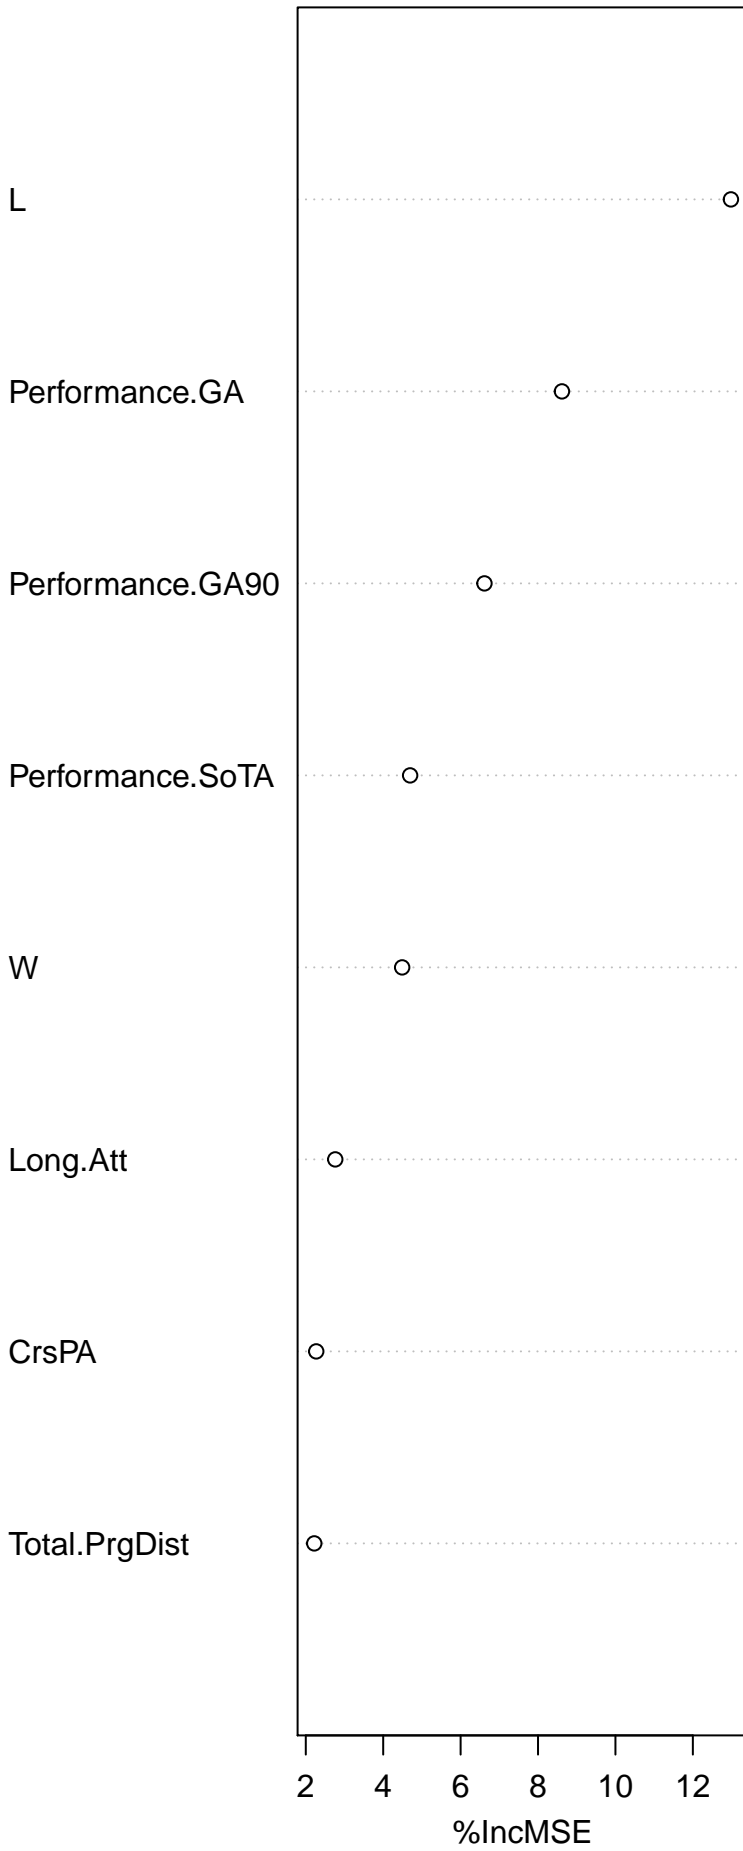 L
Performance.GA
Performance.GA90
Performance.SoTA
W
Long.Att
CrsPA
Total.PrgDist
2 4 6 8 10 12
%IncMSE